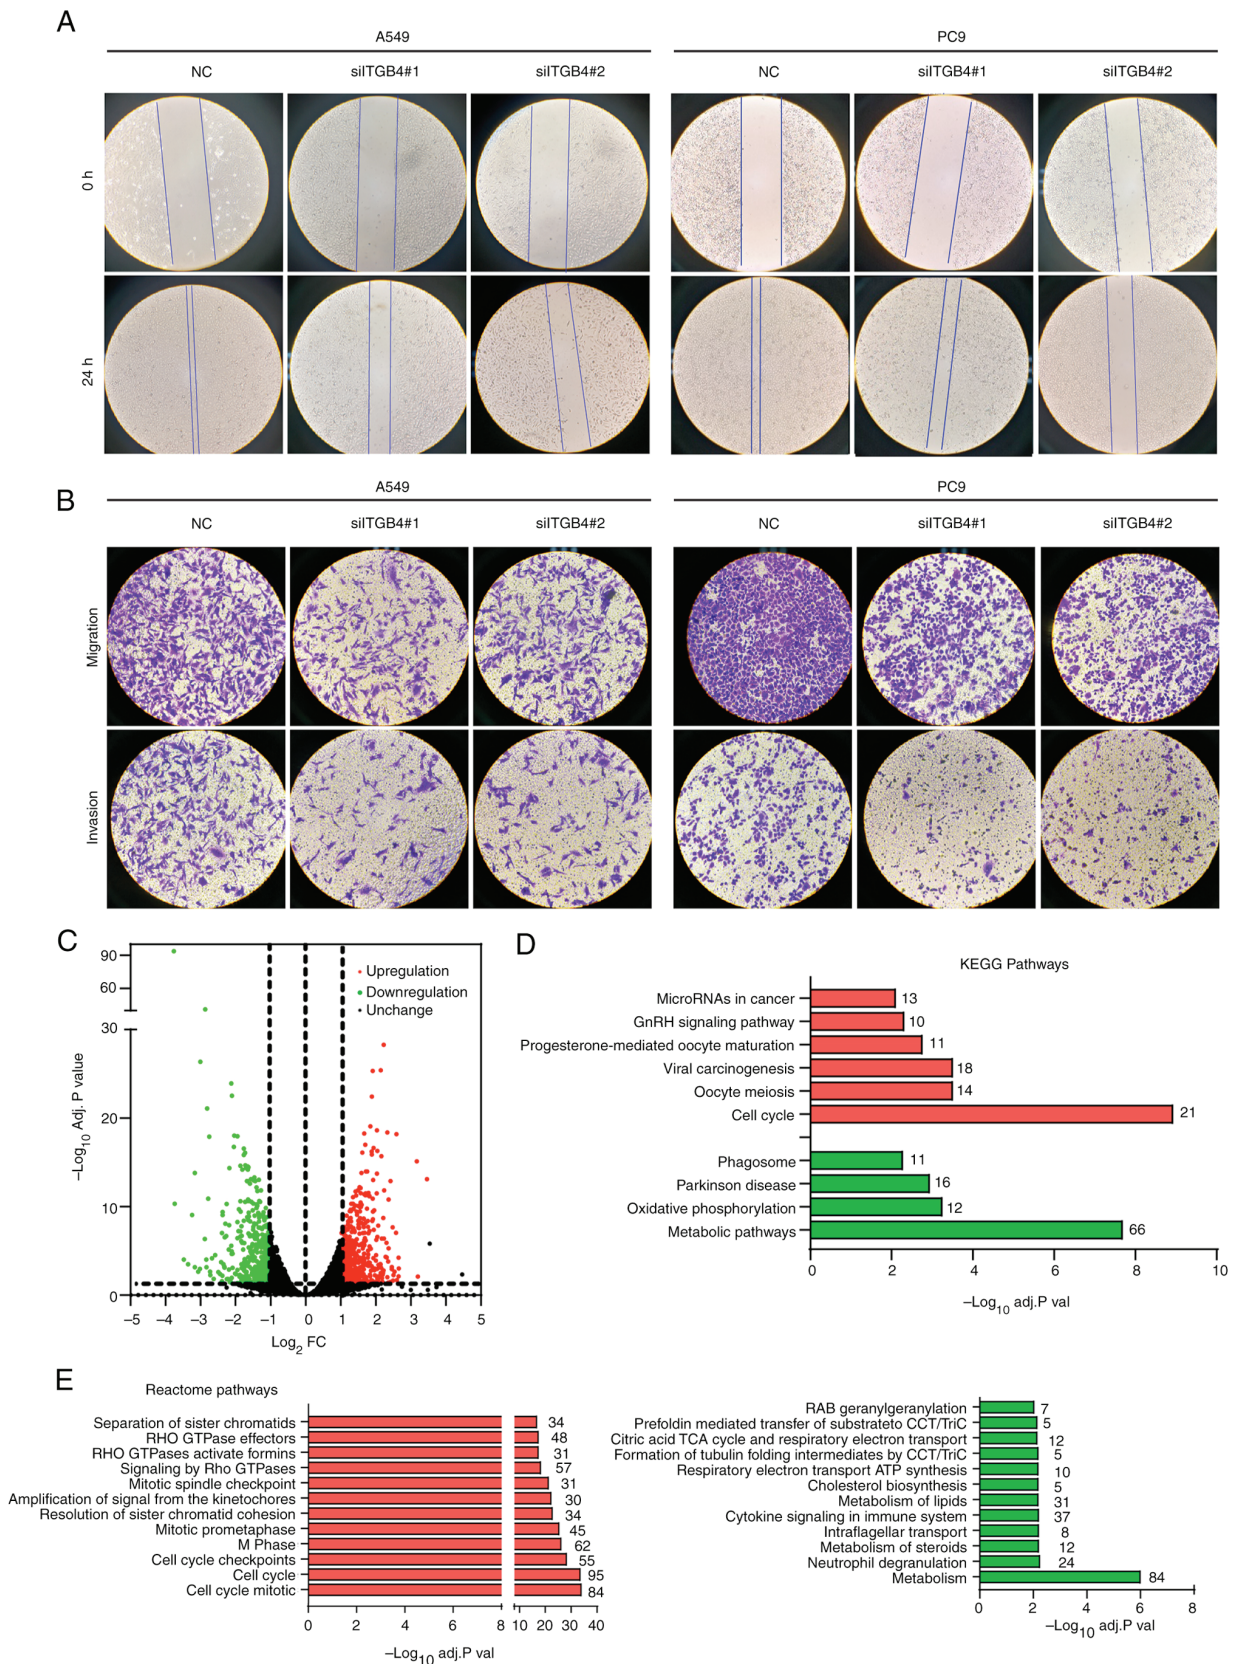 A
A549
PC9
NC
siITGB4#1
siITGB4#2
NC
siITGB4#1
siITGB4#2
0 h
24 h
B
A549
PC9
NC
siITGB4#1
siITGB4#2
NC
siITGB4#1
siITGB4#2
Migration
Invasion
C
–Log10 Adj. P value
90
60
30
20
10
0
Upregulation
Downregulation
Unchange
–5 –4 –3 –2 –1 0 1 2 3 4 5
Log2 FC
D
KEGG Pathways
MicroRNAs in cancer 13
GnRH signaling pathway 10
Progesterone-mediated oocyte maturation 11
Viral carcinogenesis 18
Oocyte meiosis 14
Cell cycle 21
Phagosome 11
Parkinson disease 16
Oxidative phosphorylation 12
Metabolic pathways 66
0 2 4 6 8 10
–Log10 adj.P val
E
Reactome pathways
Separation of sister chromatids 34
RHO GTPase effectors 48
RHO GTPases activate formins 31
Signaling by Rho GTPases 57
Mitotic spindle checkpoint 31
Amplification of signal from the kinetochores 30
Resolution of sister chromatid cohesion 34
Mitotic prometaphase 45
M Phase 62
Cell cycle checkpoints 55
Cell cycle 95
Cell cycle mitotic 84
0 2 4 6 8 10 20 30 40
–Log10 adj.P val
RAB geranylgeranylation 7
Prefoldin mediated transfer of substrateto CCT/TriC 5
Citric acid TCA cycle and respiratory electron transport 12
Formation of tubulin folding intermediates by CCT/TriC 5
Respiratory electron transport ATP synthesis 10
Cholesterol biosynthesis 5
Metabolism of lipids 31
Cytokine signaling in immune system 37
Intraflagellar transport 8
Metabolism of steroids 12
Neutrophil degranulation 24
Metabolism 84
0 2 4 6 8
–Log10 adj.P val